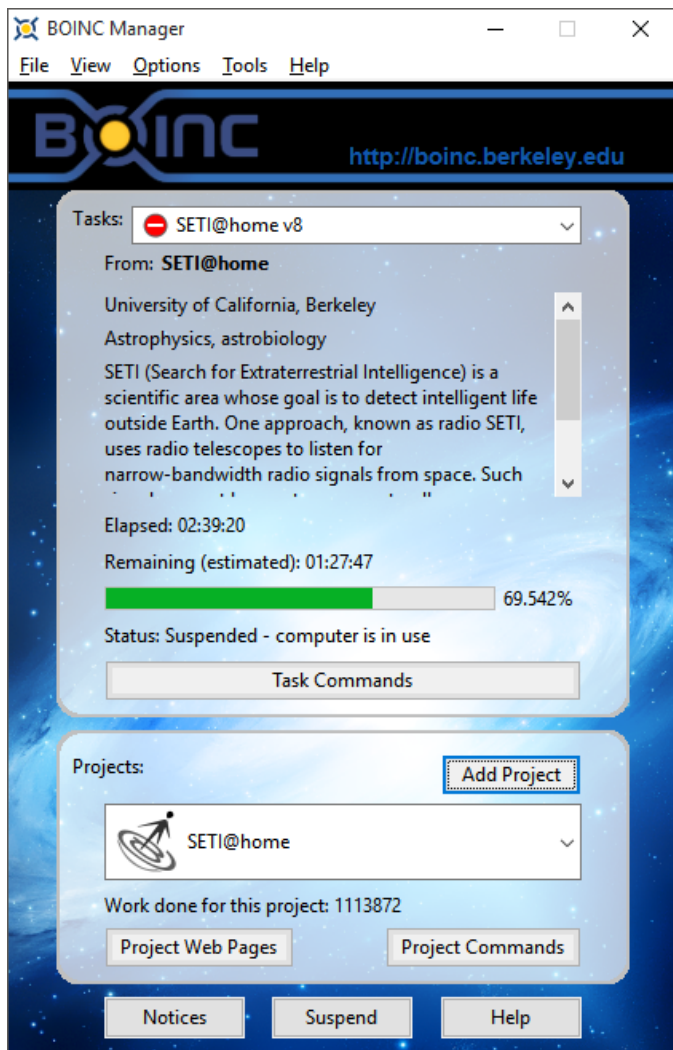 BOINC Manager
File View Options Tools Help
BOINC
http://boinc.berkeley.edu
Tasks: SETI@home v8
From: SETI@home
University of California, Berkeley
Astrophysics, astrobiology
SETI (Search for Extraterrestrial Intelligence) is a
scientific area whose goal is to detect intelligent life
outside Earth. One approach, known as radio SETI,
uses radio telescopes to listen for
narrow-bandwidth radio signals from space. Such
Elapsed: 02:39:20
Remaining (estimated): 01:27:47
69.542%
Status: Suspended - computer is in use
Task Commands
Projects:
Add Project
SETI@home
Work done for this project: 1113872
Project Web Pages Project Commands
Notices Suspend Help